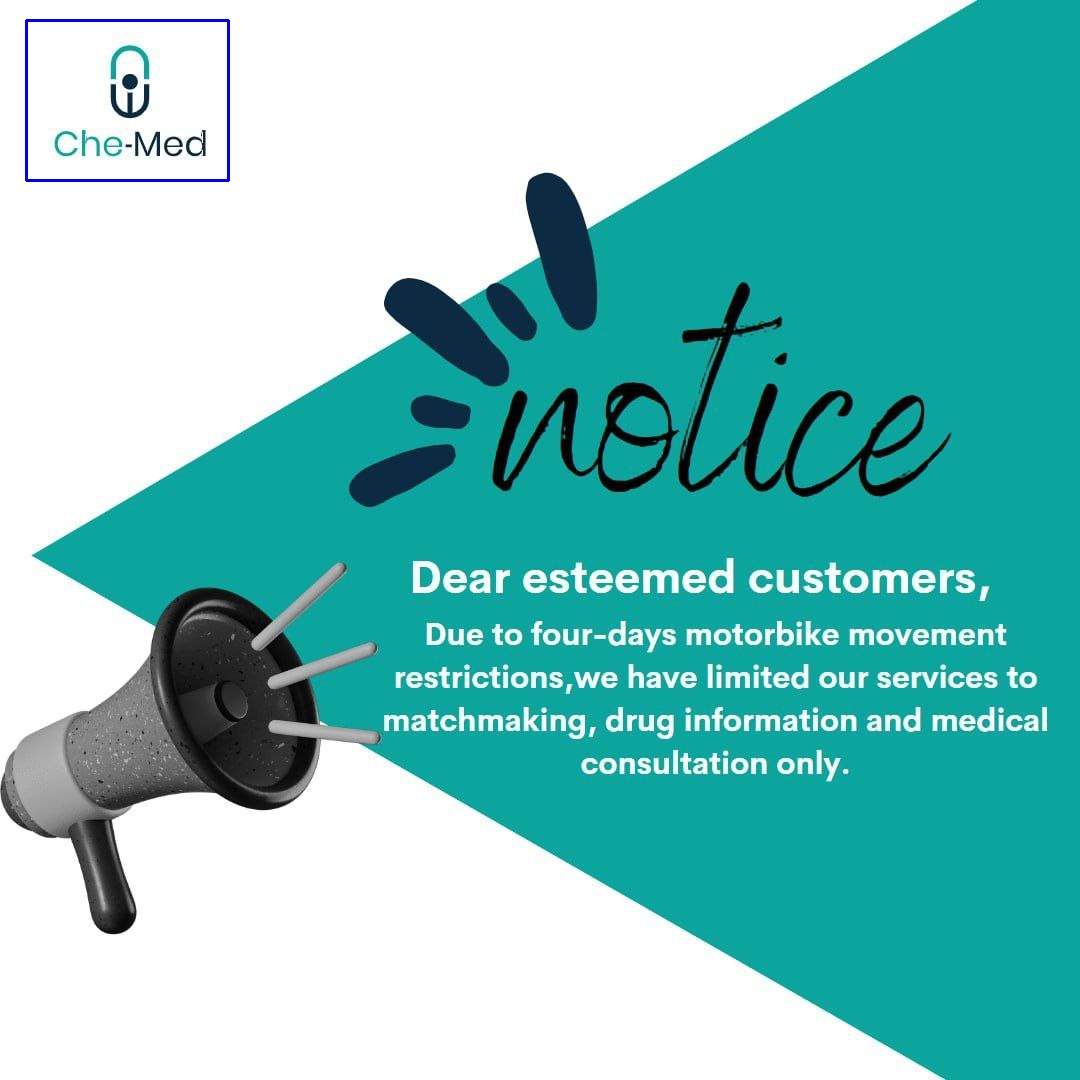 Che-Med
notice
Dear esteemed customers,
Due to four-days motorbike movement
restrictions,we have limited our services to
matchmaking, drug information and medical
consultation only.